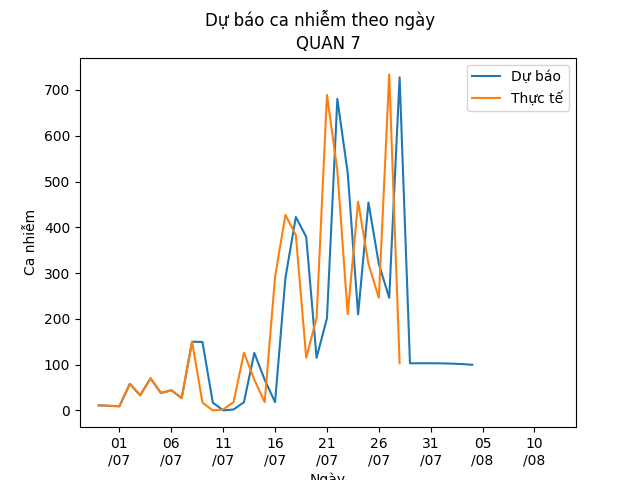 Dự báo ca nhiễm theo ngày
QUAN 7
Dự báo
Thực tế
Ca nhiễm
700
600
500
400
300
200
100
0
01 06 11 16 21 26 31 05 10
/07 /07 /07 /07 /07 /07 /07 /08 /08
Ngày